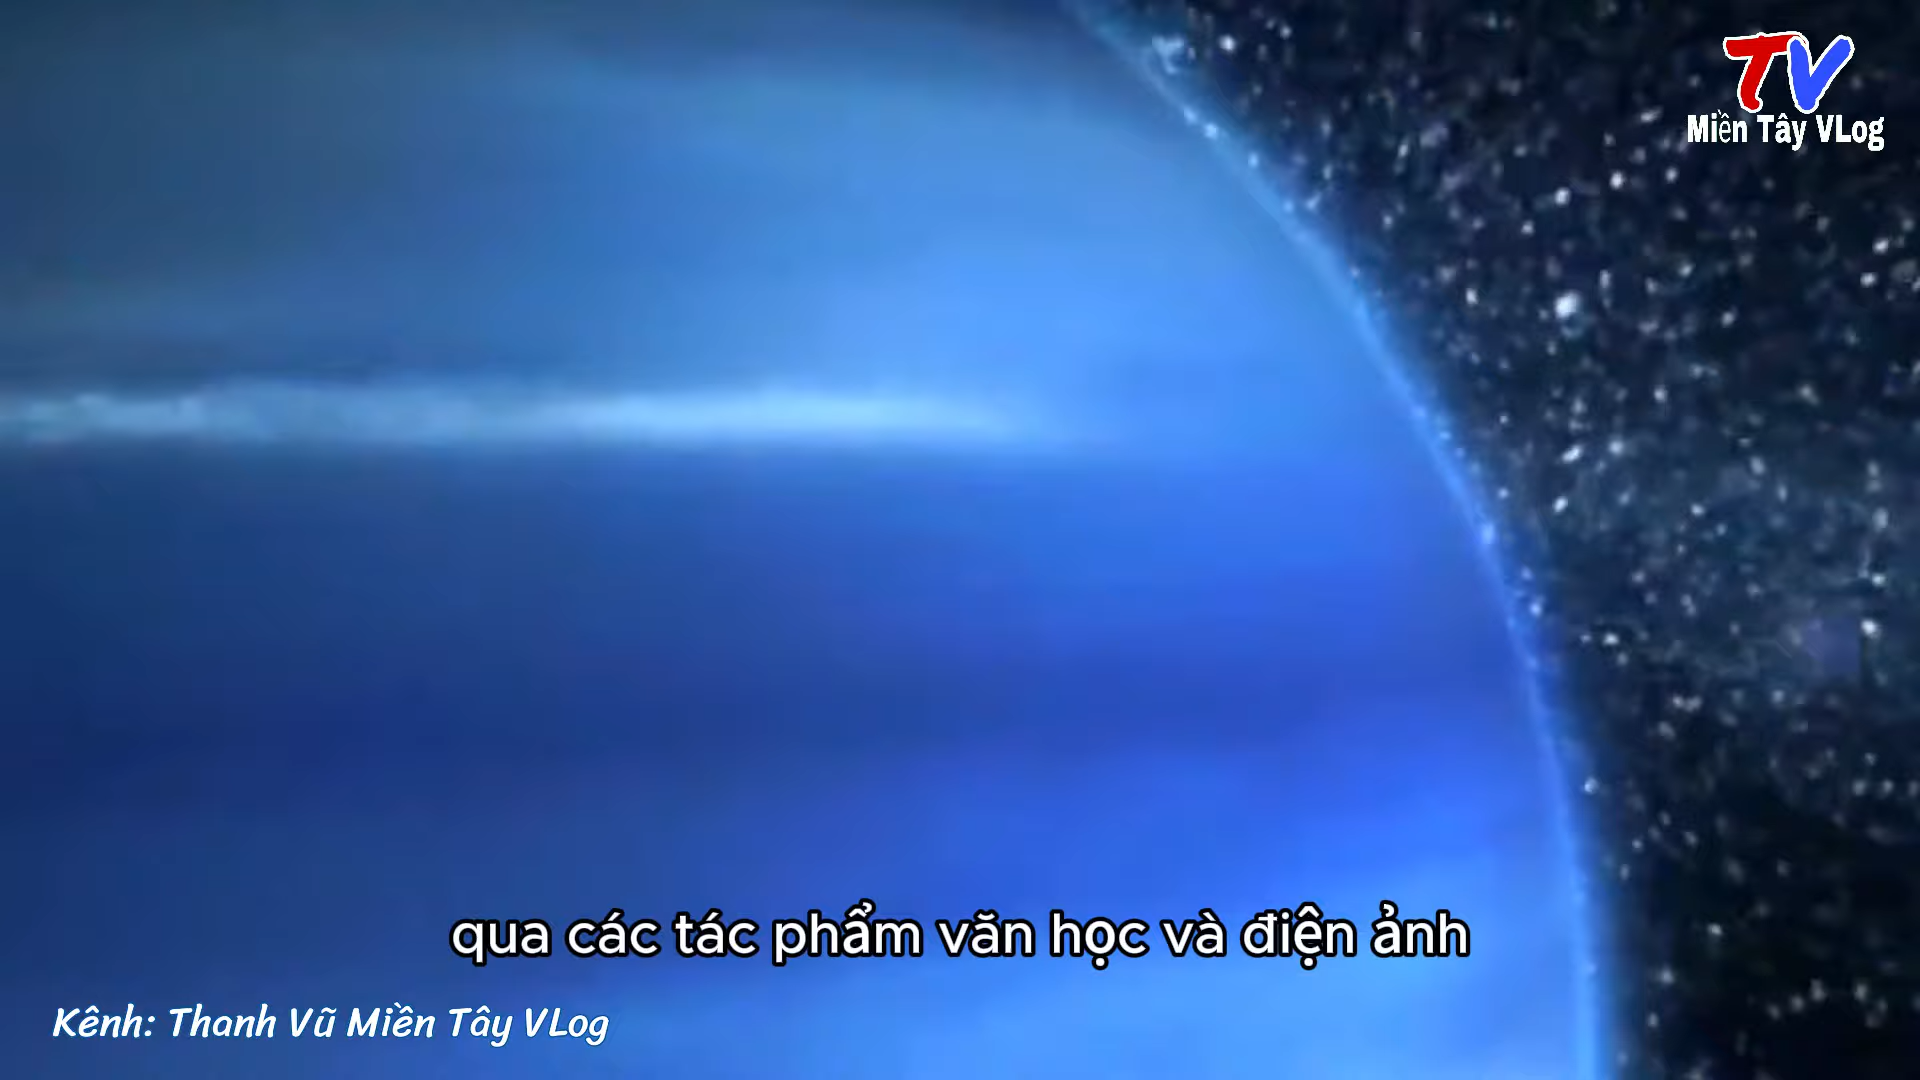 TV
Miền Tây VLog
qua các tác phẩm văn học và điện ảnh
Kênh: Thanh Vũ Miền Tây VLog